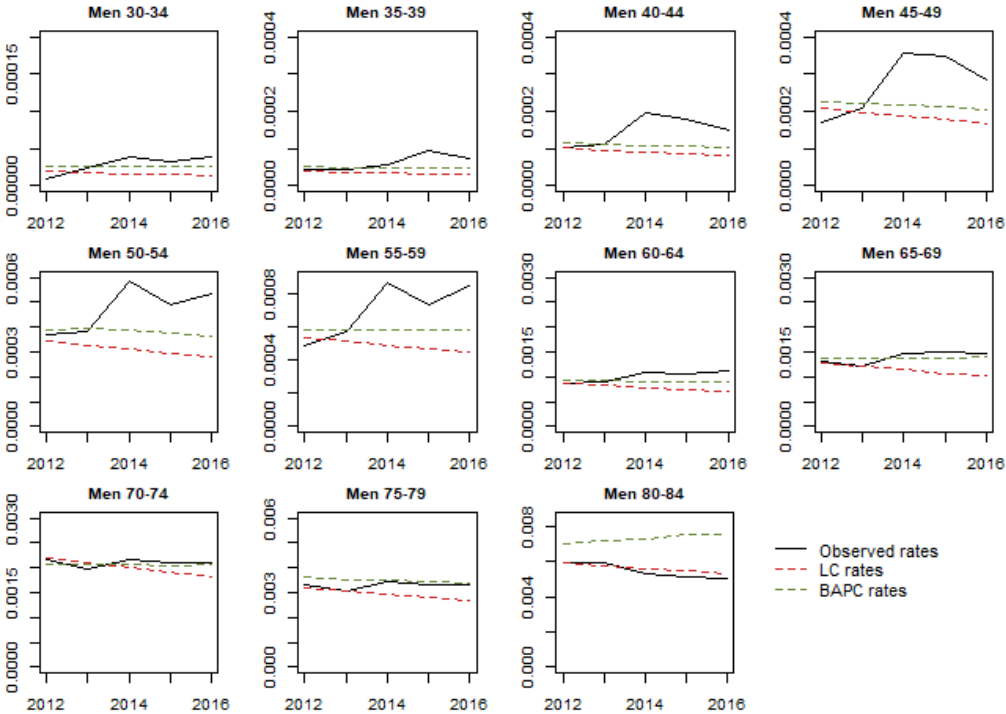 Men 30-34
Men 35-39
Men 40-44
Men 45-49
0.00000 0.00015
0.0000 0.0002 0.0004
0.0000 0.0002 0.0004
0.0000 0.0002 0.0004
2012 2014 2016
2012 2014 2016
2012 2014 2016
2012 2014 2016
Men 50-54
Men 55-59
Men 60-64
Men 65-69
0.0000 0.0003 0.0006
0.0000 0.0004 0.0008
0.0000 0.0015 0.0030
0.0000 0.0015 0.0030
2012 2014 2016
2012 2014 2016
2012 2014 2016
2012 2014 2016
Men 70-74
Men 75-79
Men 80-84
0.0000 0.0015 0.0030
0.000 0.003 0.006
0.000 0.004 0.008
2012 2014 2016
2012 2014 2016
2012 2014 2016
Observed rates
LC rates
BAPC rates